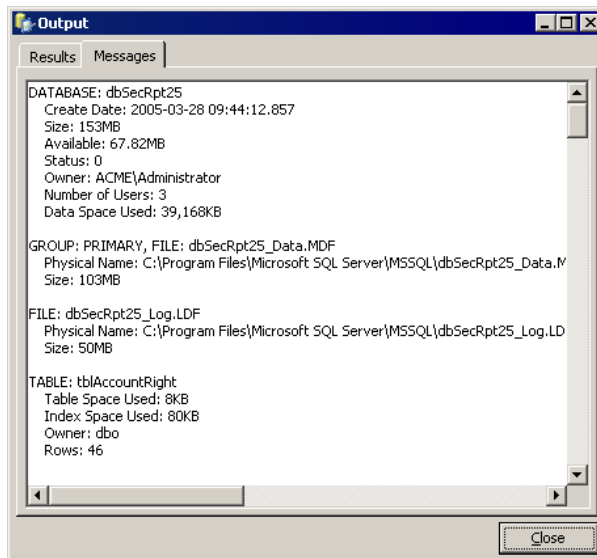 Output
Results Messages
DATABASE: dbSecRpt25
Create Date: 2005-03-28 09:44:12.857
Size: 153MB
Available: 67.82MB
Status: 0
Owner: ACME\Administrator
Number of Users: 3
Data Space Used: 39,168KB
GROUP: PRIMARY, FILE: dbSecRpt25_Data.MDF
Physical Name: C:\Program Files\Microsoft SQL Server\MSSQL\dbSecRpt25_Data.M
Size: 103MB
FILE: dbSecRpt25_Log.LDF
Physical Name: C:\Program Files\Microsoft SQL Server\MSSQL\dbSecRpt25_Log.LD
Size: 50MB
TABLE: tblAccountRight
Table Space Used: 8KB
Index Space Used: 80KB
Owner: dbo
Rows: 46
Close